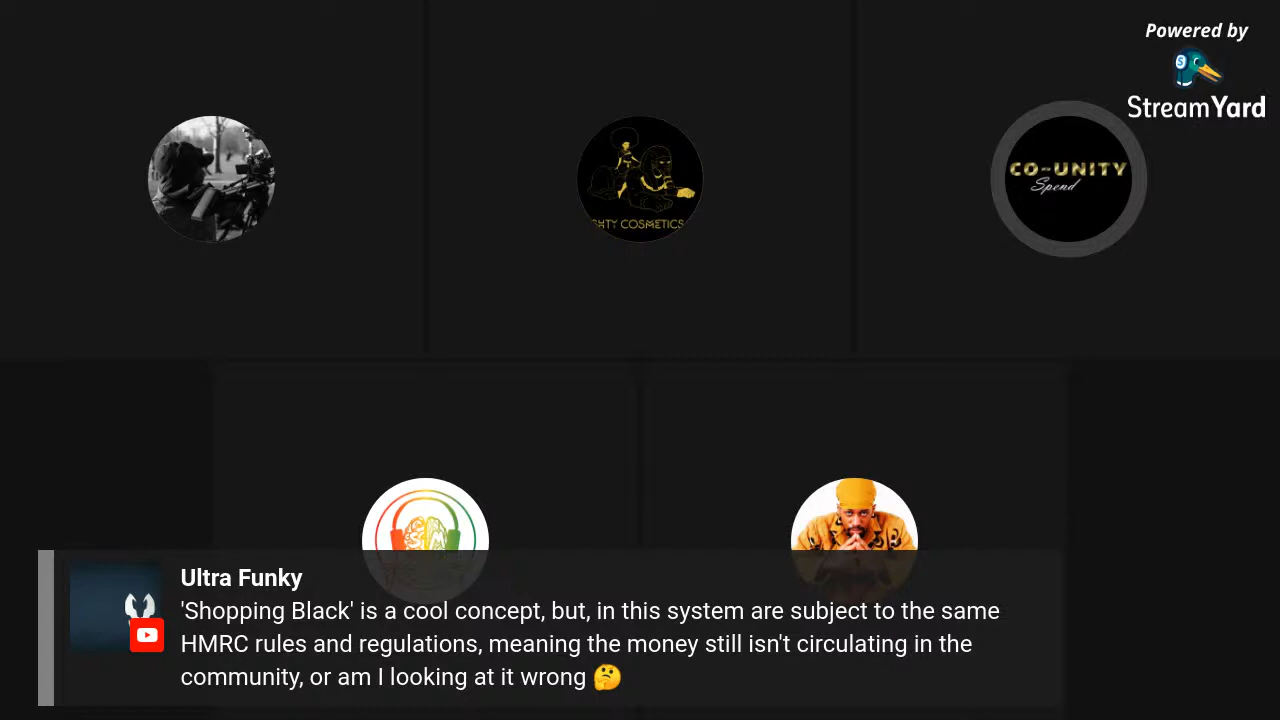 Powered by
StreamYard
CO-UNITY
Spend
COSMETICS
Ultra Funky
'Shopping Black' is a cool concept, but, in this system are subject to the same
HMRC rules and regulations, meaning the money still isn't circulating in the
community, or am I looking at it wrong 🤔